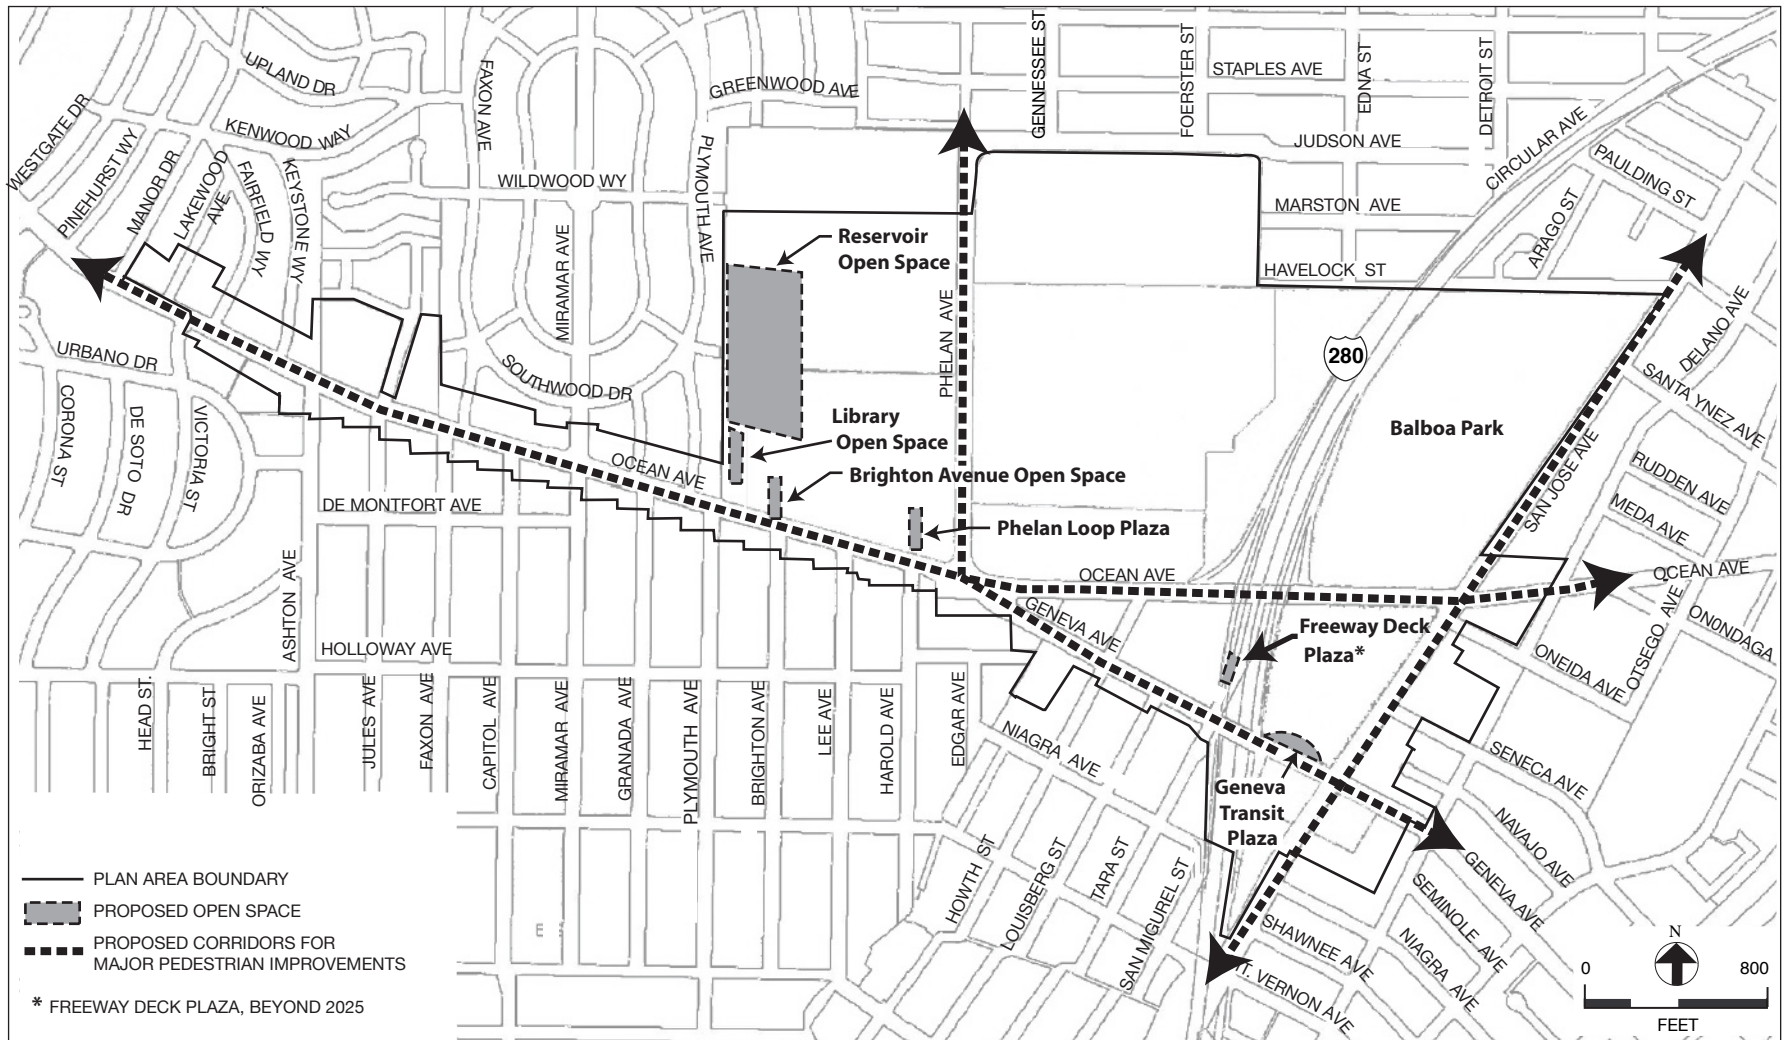 GENNESSEE ST
FOERSTER ST
STAPLES AVE
EDNA ST
DETROIT ST
UPLAND DR
FAXON AVE
GREENWOOD AVE
WESTGATE DR
PINEHURST WY
MANOR DR
LAKEWOOD
AVE
KENWOOD WAY
FAIRFIELD WY
KEYSTONE WY
WILDWOOD WY
PLYMOUTH AVE
JUDSON AVE
CIRCULAR AVE
PAULDING ST
MARSTON AVE
ARAGO ST
HAVELOCK ST
MIRAMAR AVE
Reservoir
Open Space
PHELAN AVE
280
DELANO AVE
URBANO DR
SOUTHWOOD DR
SANTA YNEZ AVE
CORONA ST
DE SOTO DR
VICTORIA ST
Library
Open Space
Balboa Park
OCEAN AVE
Brighton Avenue Open Space
SAN JOSE AVE
RUDDEN AVE
MEDA AVE
DE MONTFORT AVE
Phelan Loop Plaza
ASHTON AVE
OCEAN AVE
OCEAN AVE
GENEVA AVE
Freeway Deck
Plaza*
ONONDAGA
OTSEGO AVE
ONEIDA AVE
HOLLOWAY AVE
HEAD ST.
BRIGHT ST
ORIZABA AVE
JULES AVE
FAXON AVE
CAPITOL AVE
MIRAMAR AVE
GRANADA AVE
PLYMOUTH AVE
BRIGHTON AVE
LEE AVE
HAROLD AVE
EDGAR AVE
NIAGRA AVE
SENECA AVE
Geneva
Transit
Plaza
NAVAJO AVE
GENEVA AVE
HOWTH ST
LOUISBERG ST
TARA ST
SAN MIGUREL ST
SEMINOLE AVE
SHAWNEE AVE
NIAGRA AVE
T. VERNON AVE
PLAN AREA BOUNDARY
PROPOSED OPEN SPACE
PROPOSED CORRIDORS FOR
MAJOR PEDESTRIAN IMPROVEMENTS
* FREEWAY DECK PLAZA, BEYOND 2025
N
0 800
FEET